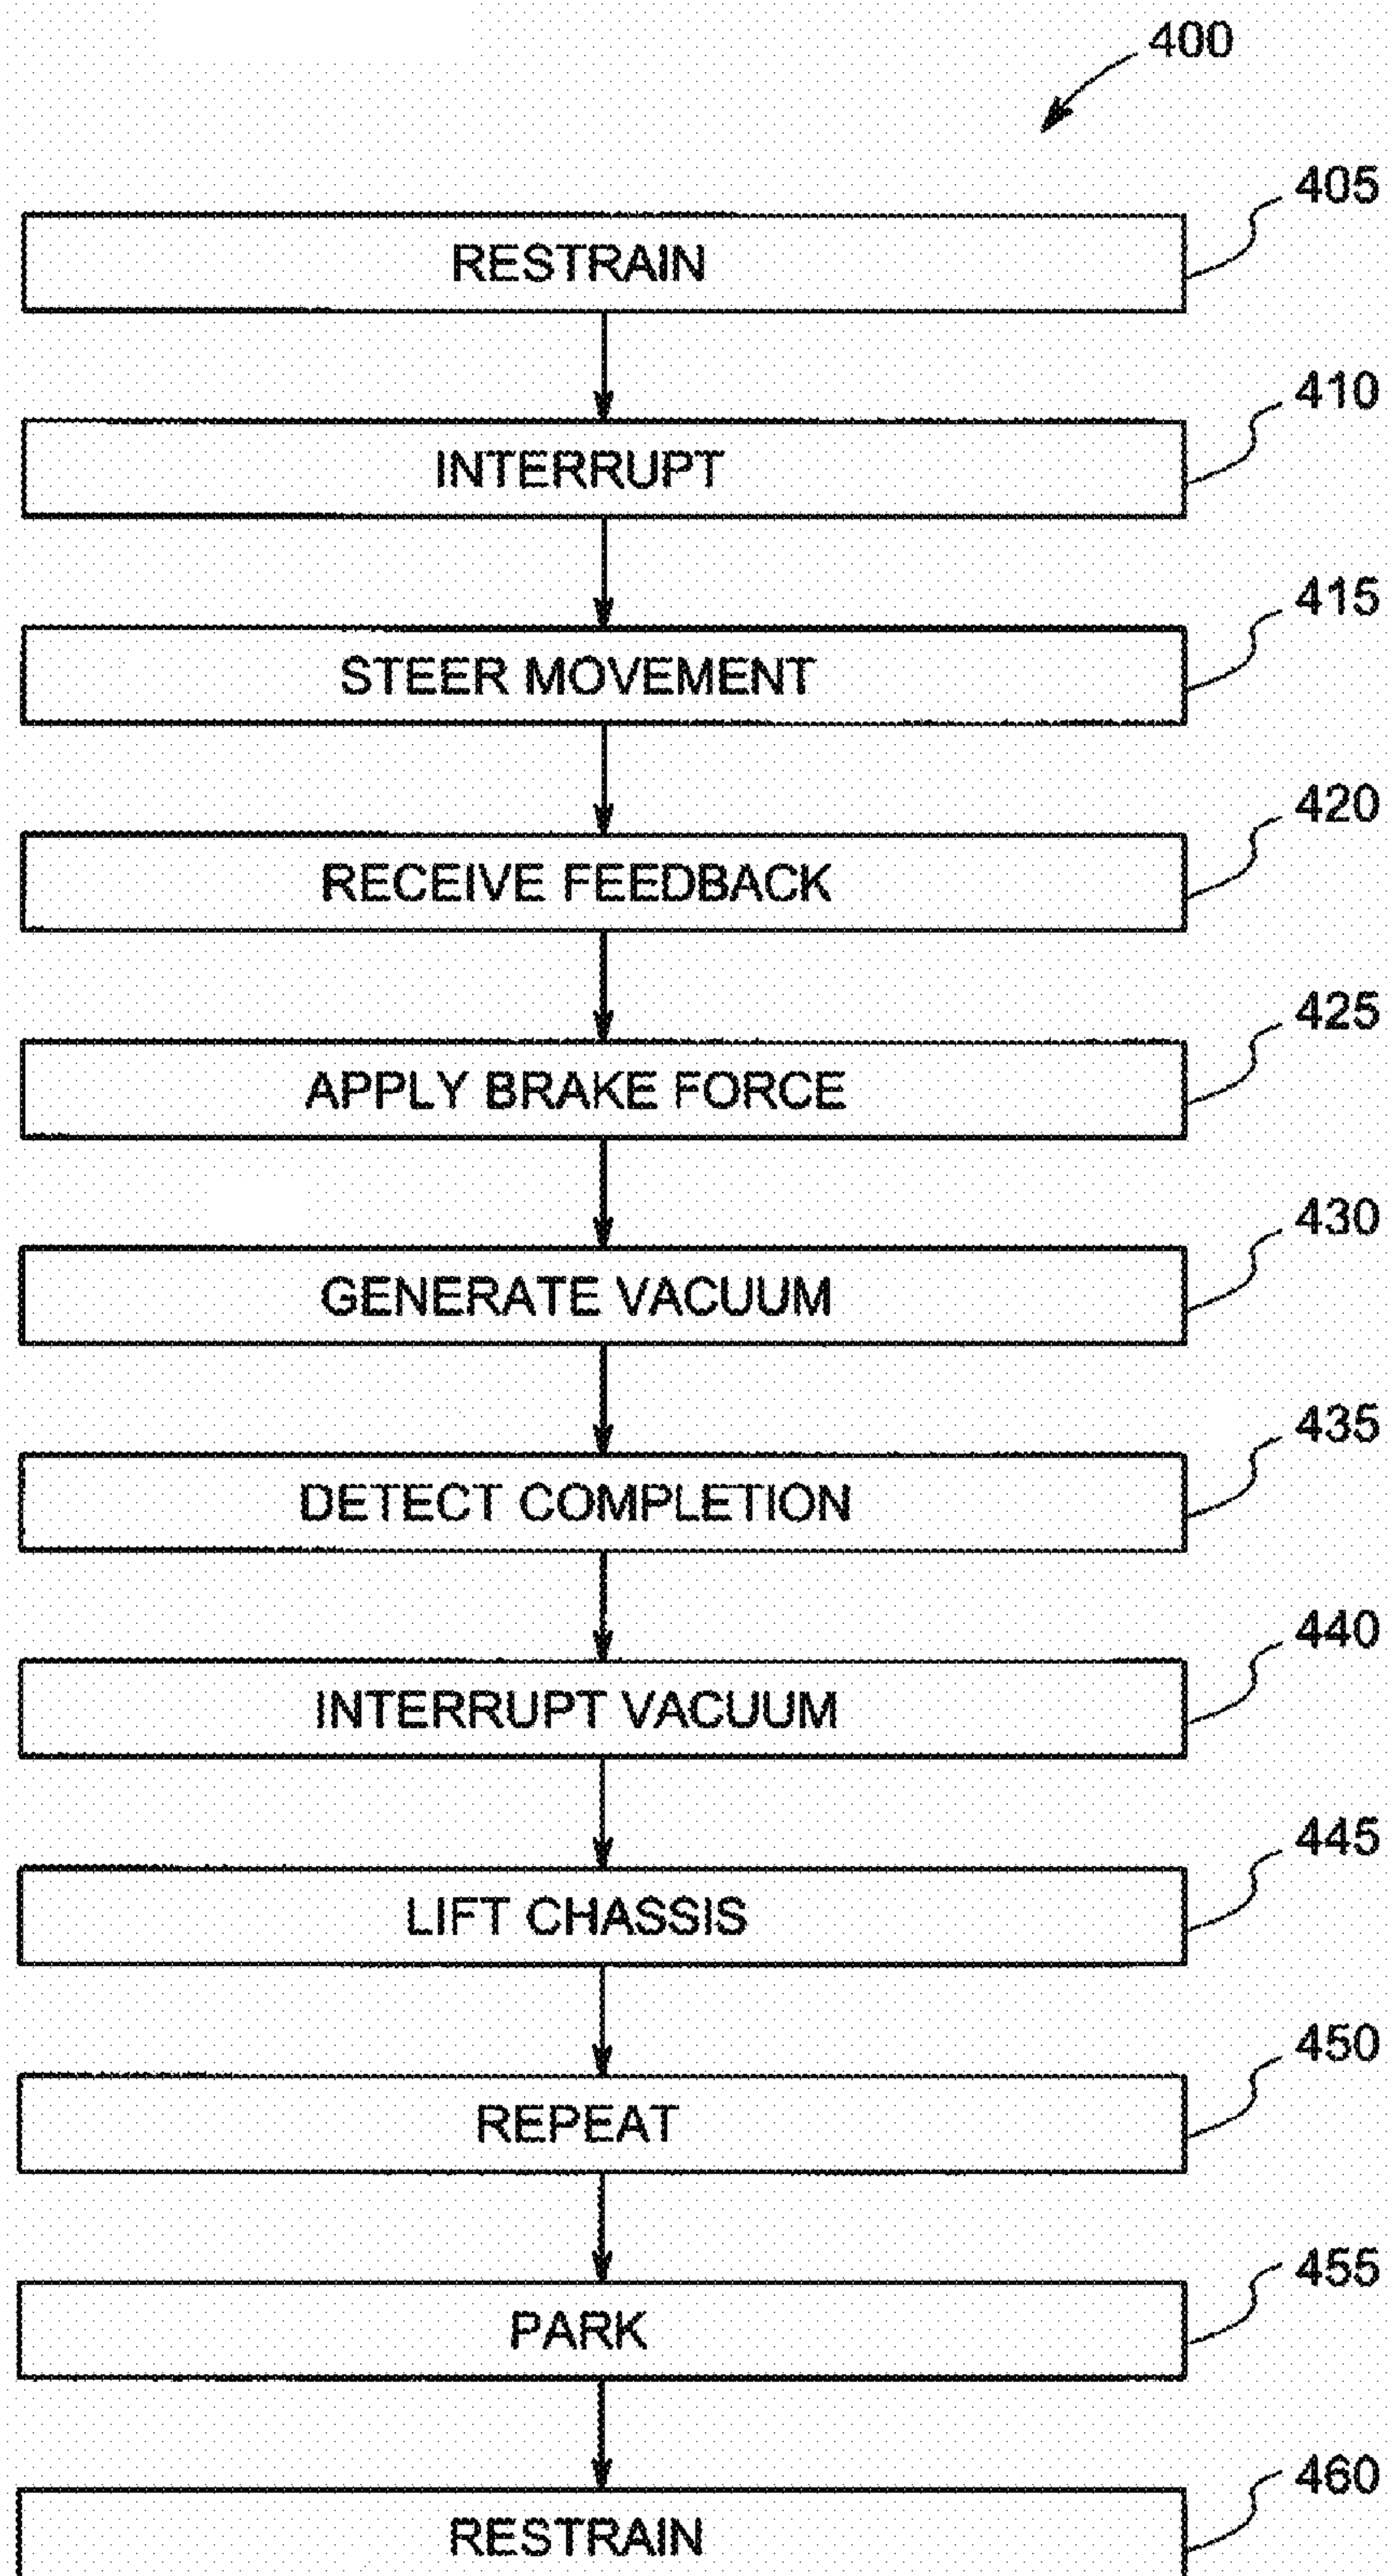 400
405
RESTRAIN
410
INTERRUPT
415
STEER MOVEMENT
420
RECEIVE FEEDBACK
425
APPLY BRAKE FORCE
430
GENERATE VACUUM
435
DETECT COMPLETION
440
INTERRUPT VACUUM
445
LIFT CHASSIS
450
REPEAT
455
PARK
460
RESTRAIN